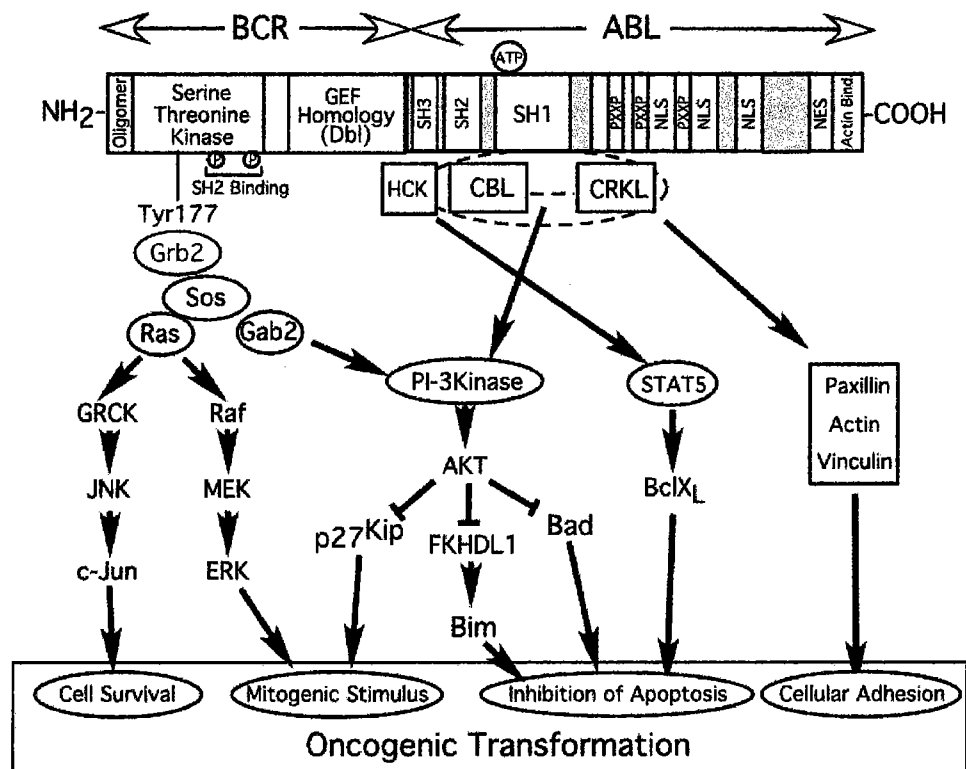 BCR ABL
ATP
NH2 COOH
Oligomer
Serine
Threonine
Kinase
GEF
Homology
(Dbl)
SH3
SH2
SH1
PXXP
PXXP
NLS
PXXP
NLS
NLS
NES
Actin Bind
P P
SH2 Binding
HCK CBL CRKL
Tyr177
Grb2
Sos
Ras Gab2
PI-3Kinase STAT5
GRCK Raf
Paxillin
Actin
Vinculin
JNK MEK AKT BclXL
p27Kip FKHDL1 Bad
c-Jun ERK
Bim
Cell Survival Mitogenic Stimulus Inhibition of Apoptosis Cellular Adhesion
Oncogenic Transformation